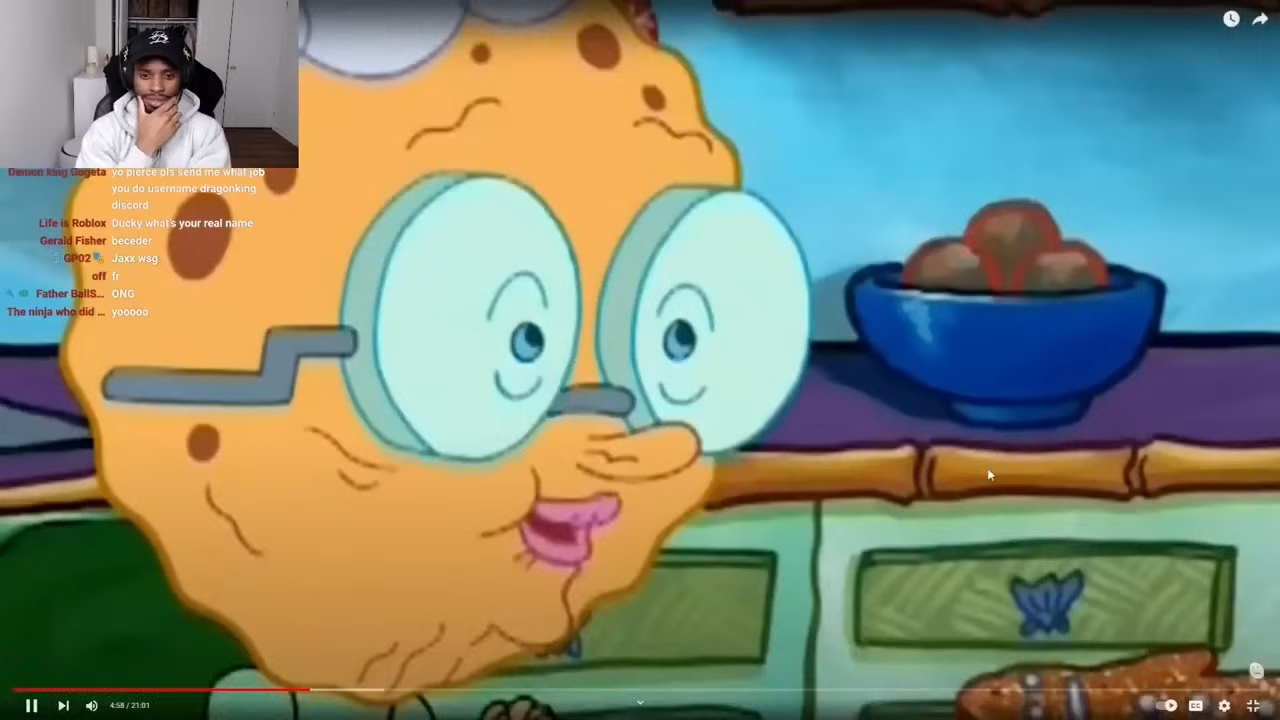 Demon king Gogeta yo pierce pls send me what job
you do username dragonking
discord
Life is Roblox Ducky what's your real name
Gerald Fisher beceder
GP02 Jaxx wsg
off fr
Father BallS... ONG
The ninja who did ... yoooo
4:58 / 21:01
CC